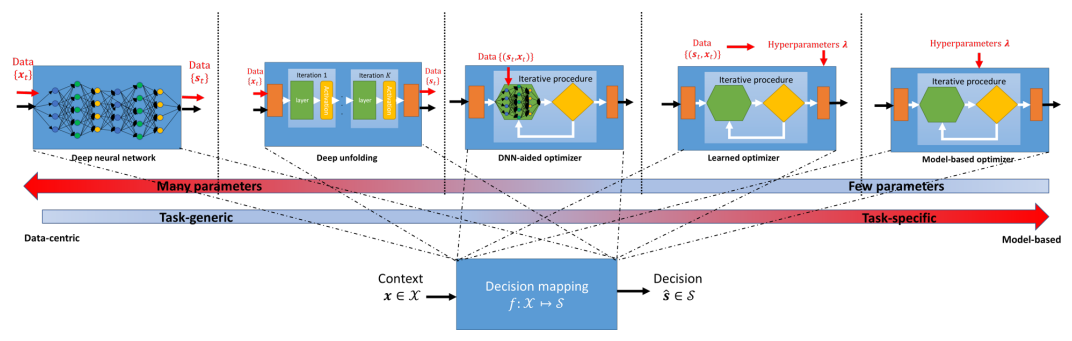 Data
{𝒙ₜ}
Data
{𝒔ₜ}
Deep neural network
Data
{𝒙ₜ}
Iteration 1
layer
Activation
Iteration K
layer
Activation
Data
{𝒔ₜ}
Deep unfolding
Data {(𝒔ₜ,𝒙ₜ)}
Iterative procedure
DNN-aided optimizer
Data
{(𝒔ₜ, 𝒙ₜ)}
Hyperparameters 𝝀
Iterative procedure
Learned optimizer
Hyperparameters 𝝀
Iterative procedure
Model-based optimizer
Many parameters
Few parameters
Task-generic
Task-specific
Data-centric
Model-based
Context
𝒙 ∈ 𝒳
Decision mapping
𝑓: 𝒳 ↦ 𝒮
Decision
𝒔̂ ∈ 𝒮